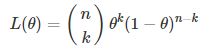 L(θ) = (n k) θ^k (1 − θ)^{n−k}